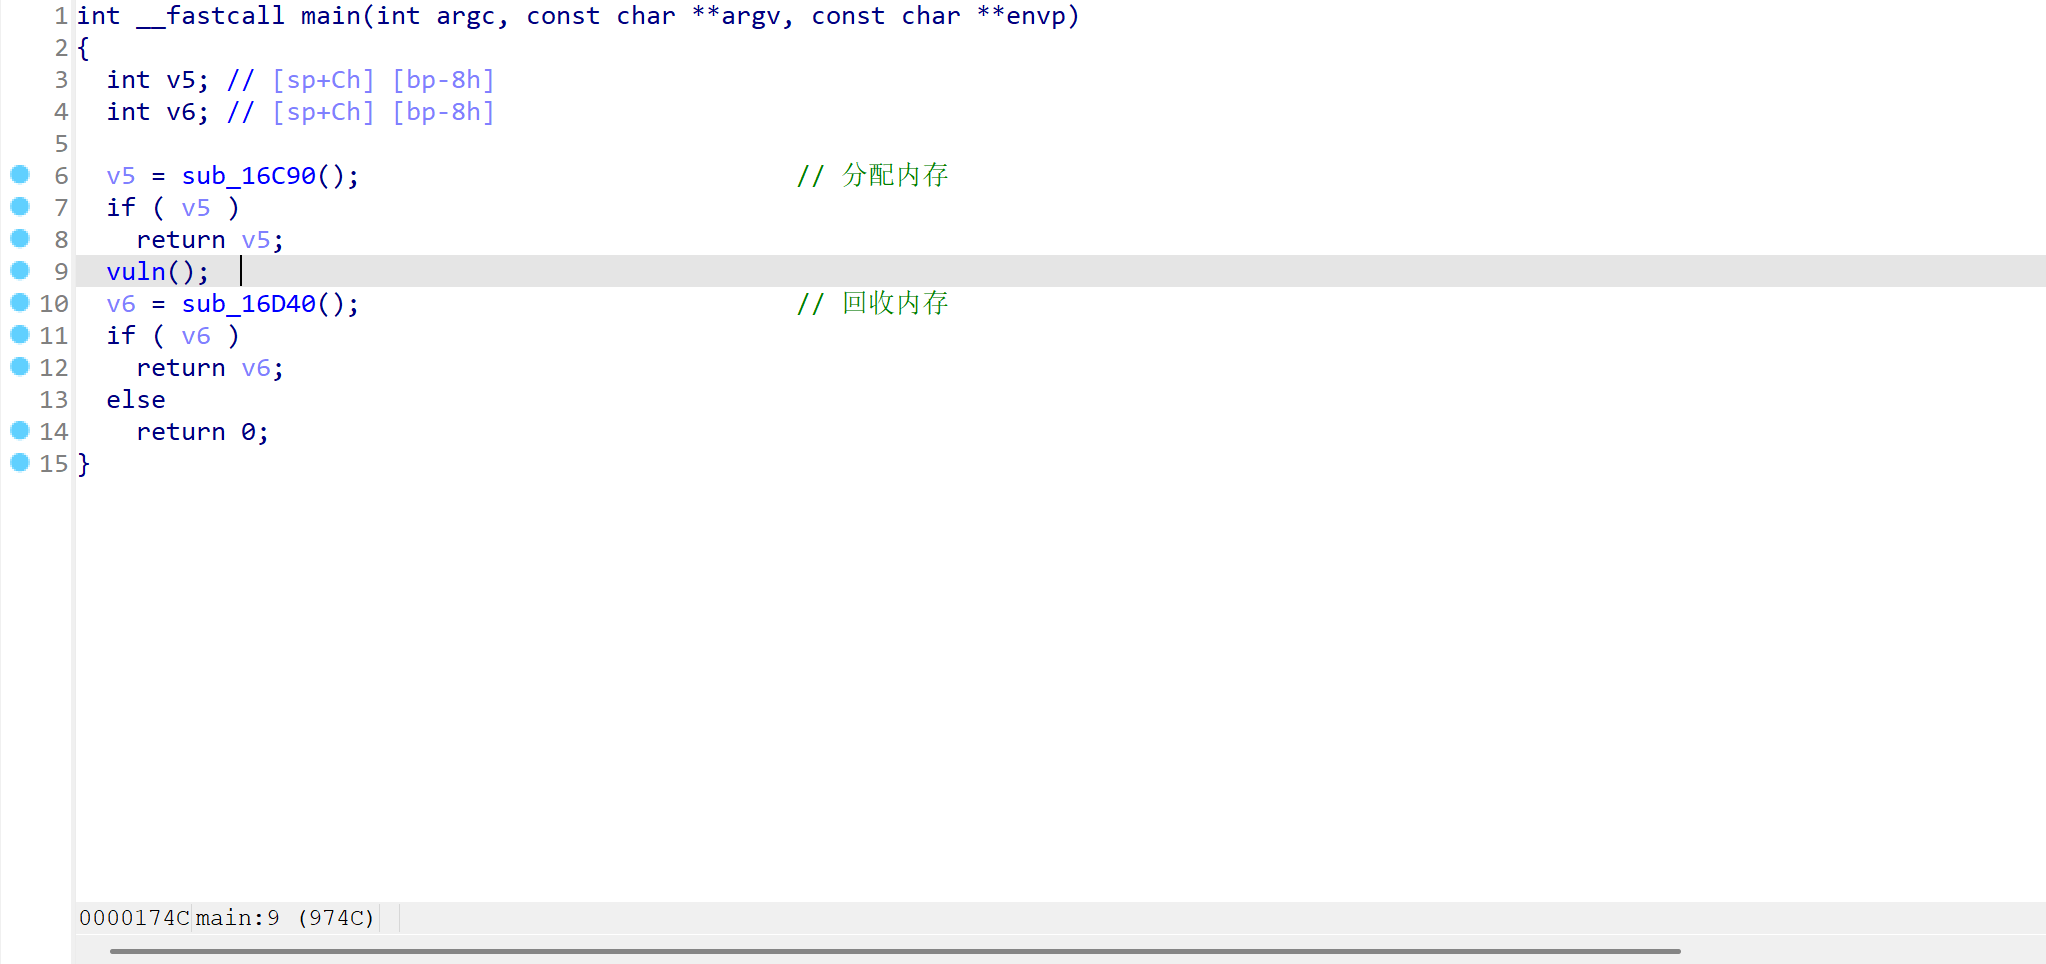 1 int __fastcall main(int argc, const char **argv, const char **envp)
2 {
3   int v5; // [sp+Ch] [bp-8h]
4   int v6; // [sp+Ch] [bp-8h]
5
6   v5 = sub_16C90();                             // 分配内存
7   if ( v5 )
8     return v5;
9   vuln();
10   v6 = sub_16D40();                             // 回收内存
11   if ( v6 )
12     return v6;
13   else
14     return 0;
15 }
0000174C main:9 (974C)